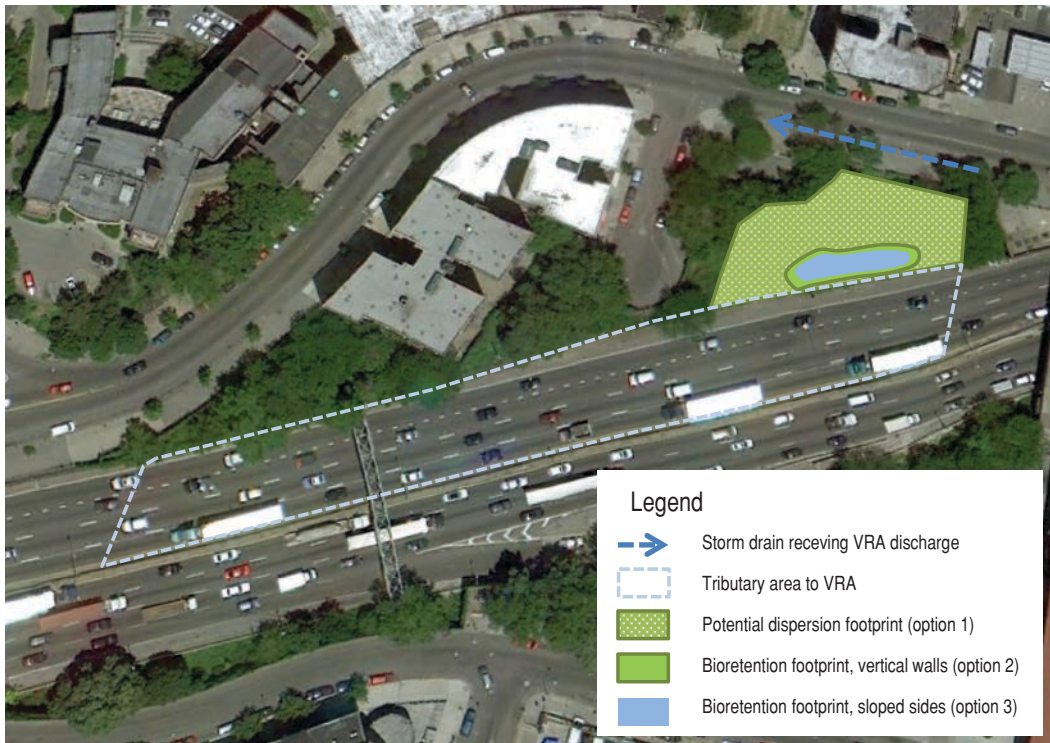 Legend
Storm drain receving VRA discharge
Tributary area to VRA
Potential dispersion footprint (option 1)
Bioretention footprint, vertical walls (option 2)
Bioretention footprint, sloped sides (option 3)